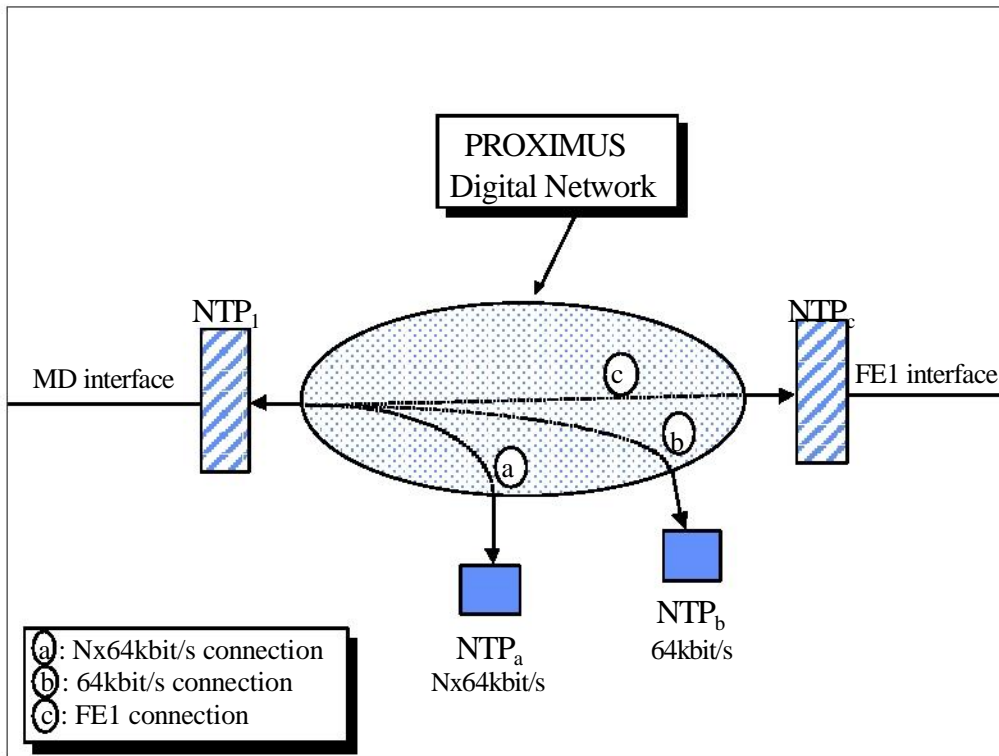 PROXIMUS
Digital Network
NTP1
NTPc
MD interface
FE1 interface
c
b
a
NTPb
64kbit/s
NTPa
Nx64kbit/s
a: Nx64kbit/s connection
b: 64kbit/s connection
c: FE1 connection